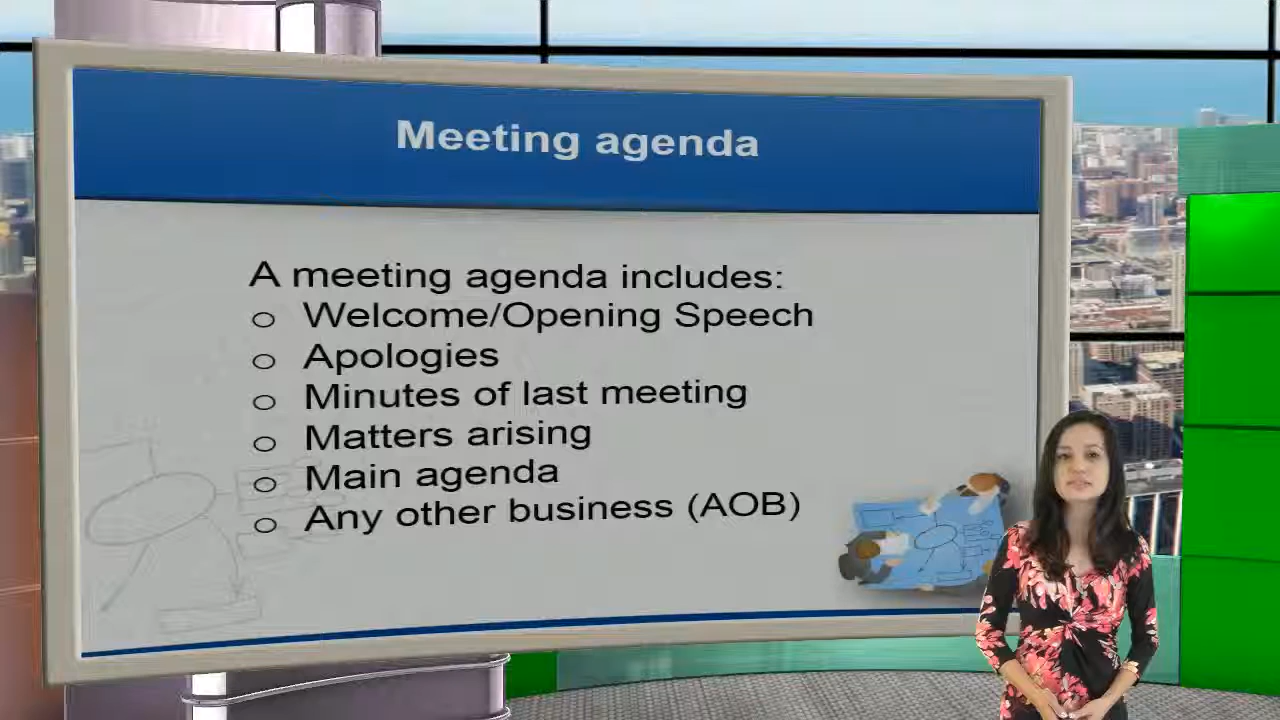 Meeting agenda
A meeting agenda includes:
o Welcome/Opening Speech
o Apologies
o Minutes of last meeting
o Matters arising
o Main agenda
o Any other business (AOB)